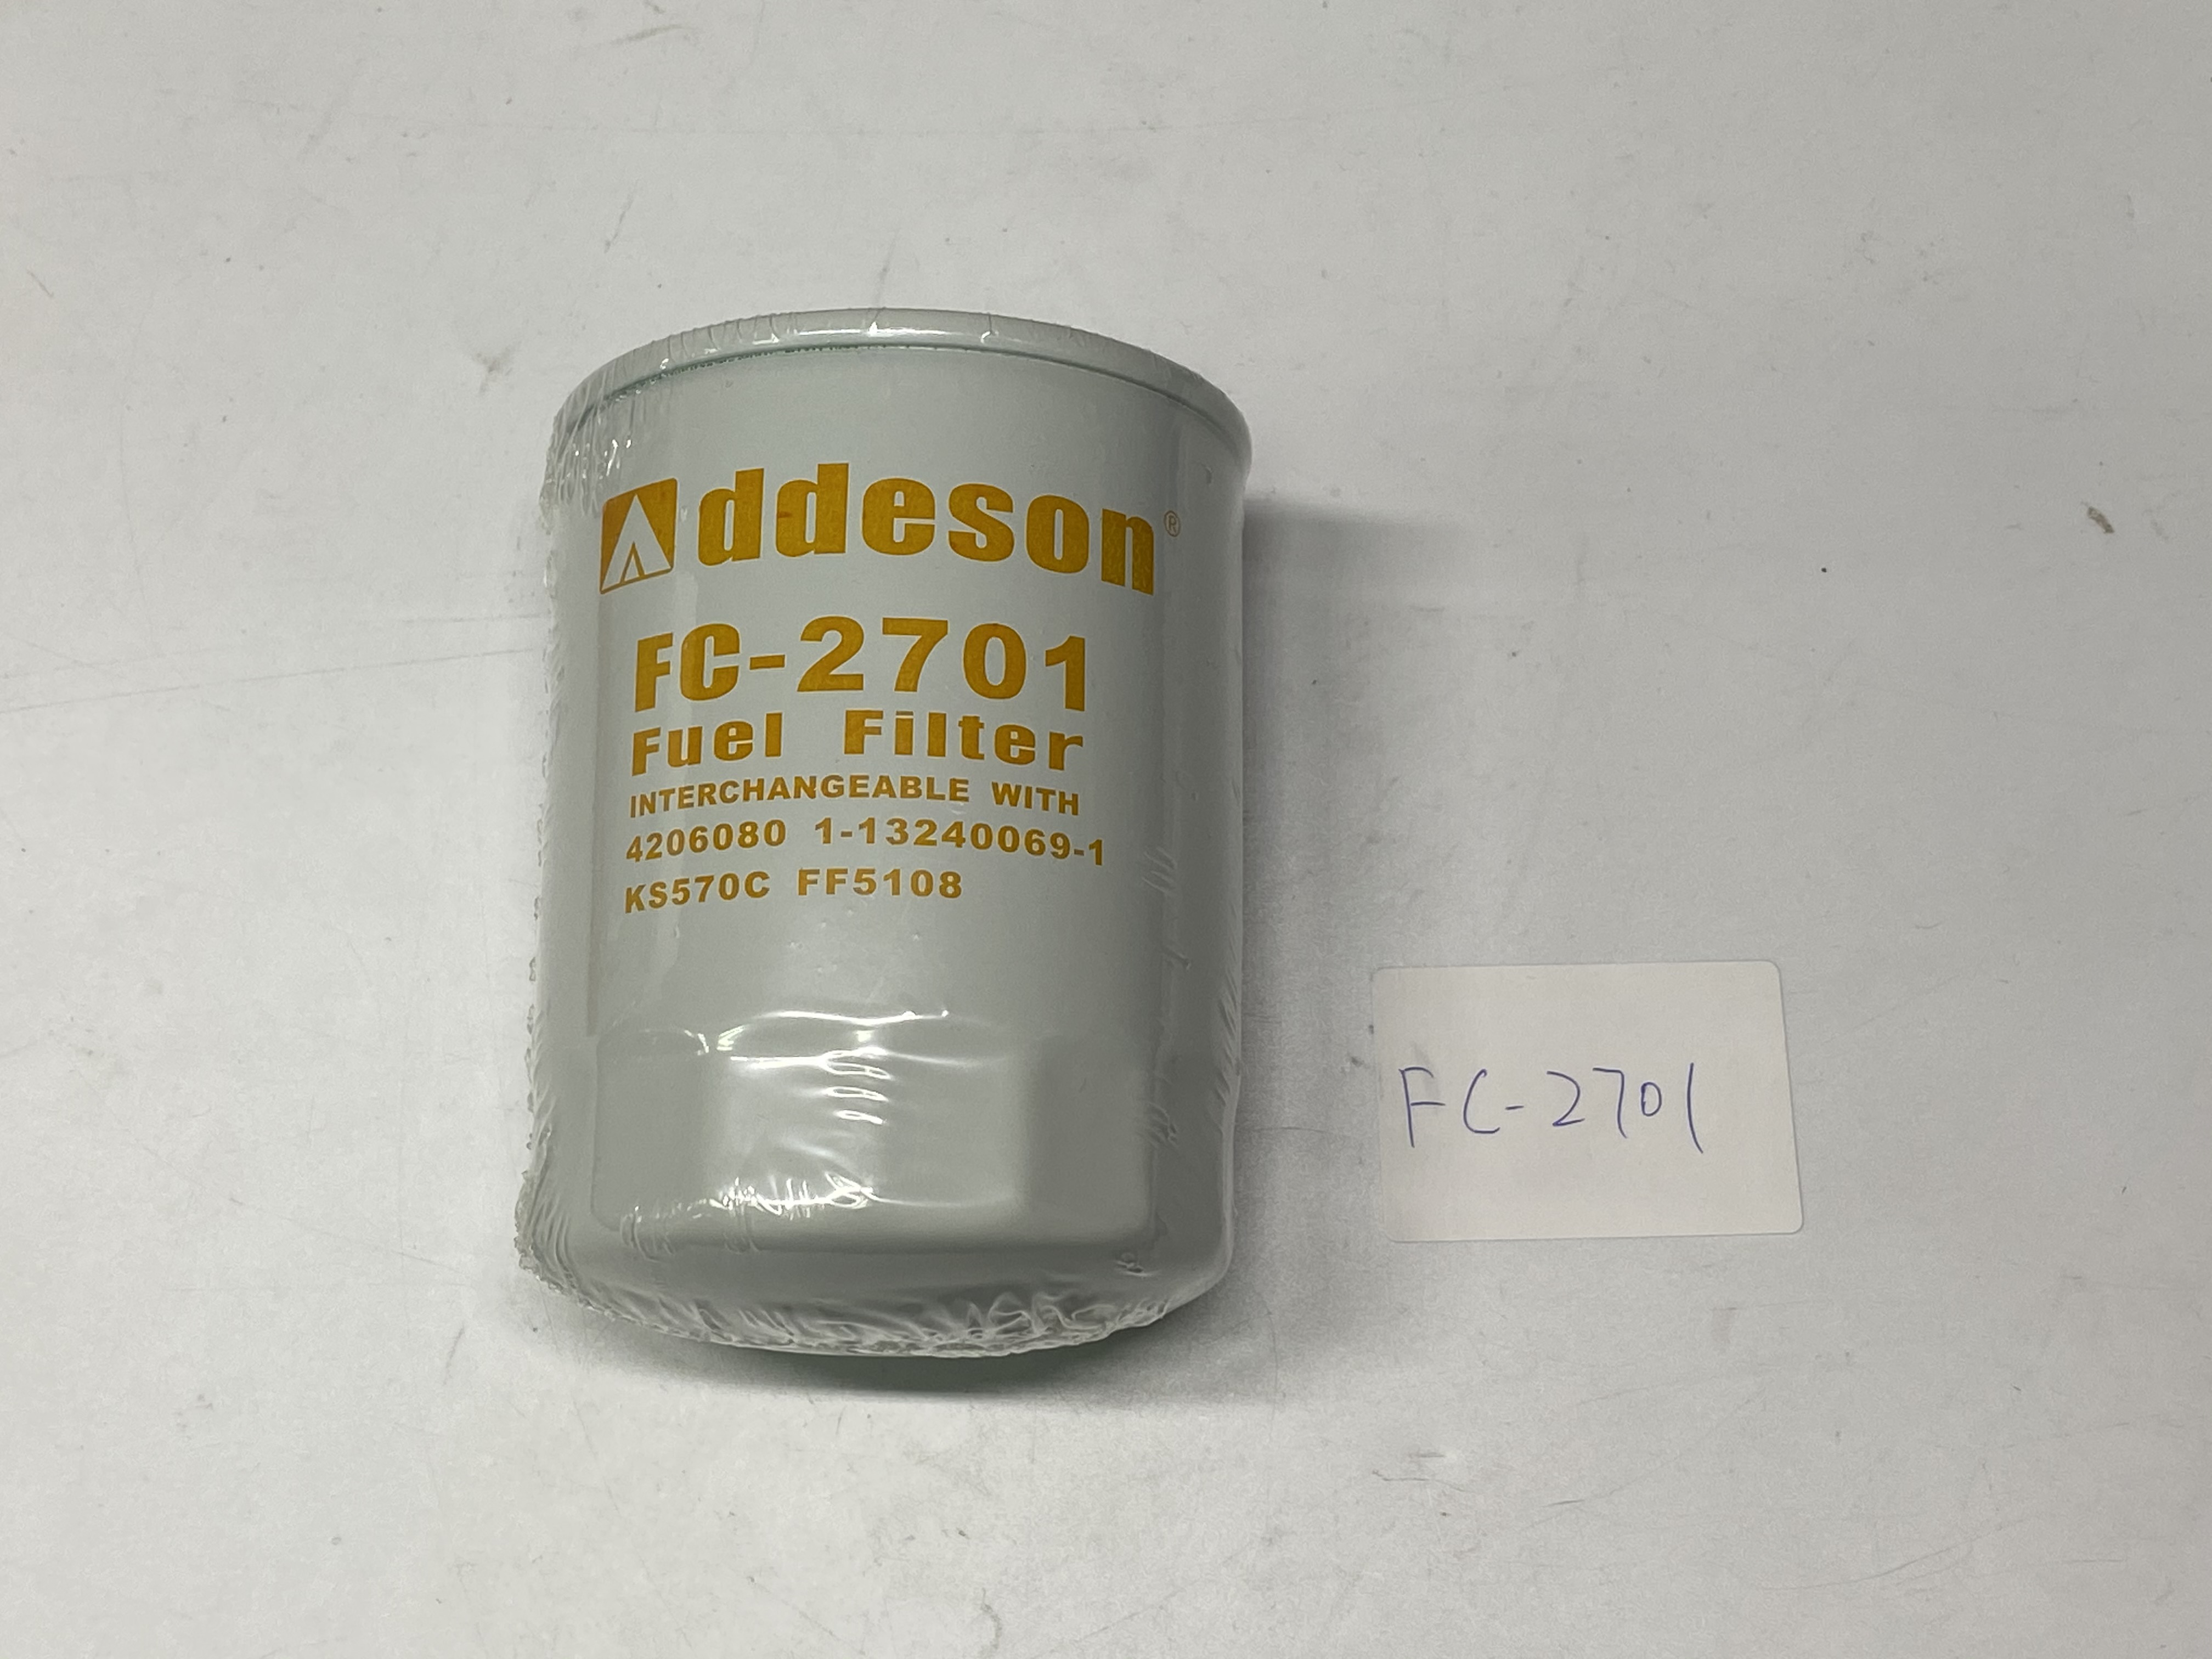 Addeson®
FC-2701
Fuel Filter
INTERCHANGEABLE WITH
4206080 1-13240069-1
KS570C FF5108
FC-2701